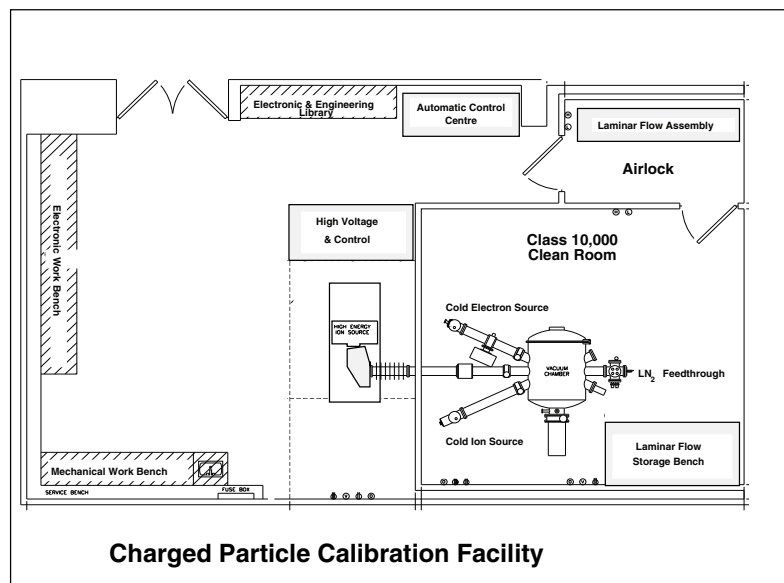 Electronic & Engineering
Library
Automatic Control
Centre
Laminar Flow Assembly
Airlock
Electronic Work Bench
High Voltage
& Control
Class 10,000
Clean Room
HIGH ENERGY
ION SOURCE
Cold Electron Source
VACUUM
CHAMBER
LN2 Feedthrough
Cold Ion Source
Laminar Flow
Storage Bench
Mechanical Work Bench
SERVICE BENCH
FUSE BOX
Charged Particle Calibration Facility